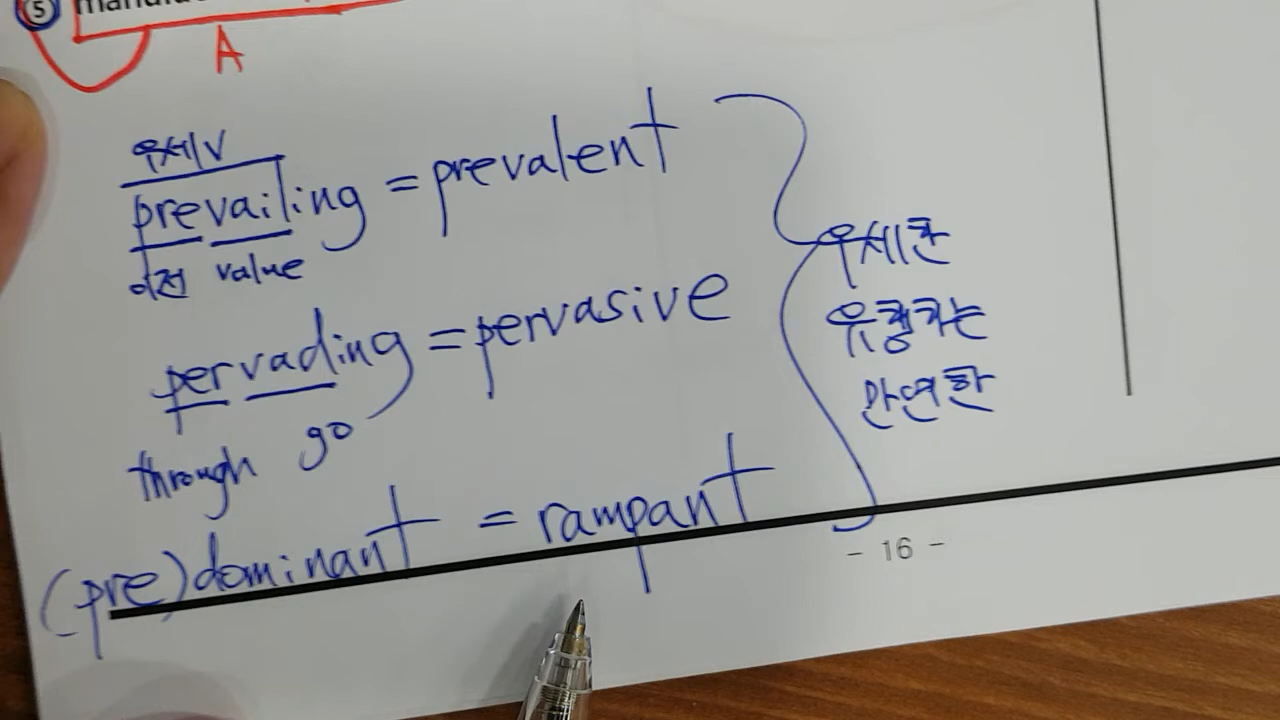 ⑤
A
우세V
prevailing = prevalent
이전 value
pervading = pervasive
through go
(pre)dominant = rampant
우세한
유행하는
만연한
- 16 -